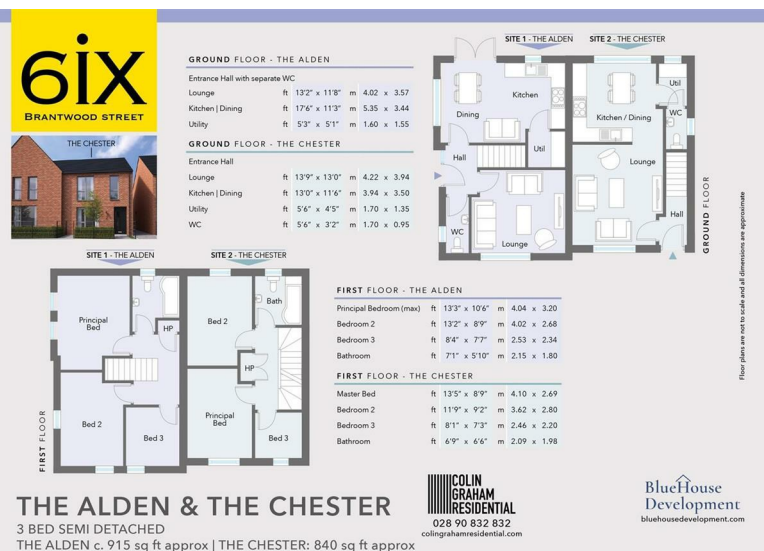 6iX
BRANTWOOD STREET
THE CHESTER
GROUND FLOOR - THE ALDEN
Entrance Hall with separate WC
Lounge ft 13'2" x 11'8" m 4.02 x 3.57
Kitchen | Dining ft 17'6" x 11'3" m 5.35 x 3.44
Utility ft 5'3" x 5'1" m 1.60 x 1.55
GROUND FLOOR - THE CHESTER
Entrance Hall
Lounge ft 13'9" x 13'0" m 4.22 x 3.94
Kitchen | Dining ft 13'0" x 11'6" m 3.94 x 3.50
Utility ft 5'6" x 4'5" m 1.70 x 1.35
WC ft 5'6" x 3'2" m 1.70 x 0.95
SITE 1 - THE ALDEN
SITE 2 - THE CHESTER
Kitchen
Dining
Hall
Util
WC
Lounge
Util
WC
Kitchen / Dining
Lounge
Hall
GROUND FLOOR
SITE 1 - THE ALDEN
SITE 2 - THE CHESTER
Principal
Bed
HP
Bed 2
Bed 3
Bed 2
Bath
HP
Principal
Bed
Bed 3
FIRST FLOOR
FIRST FLOOR - THE ALDEN
Principal Bedroom (max) ft 13'3" x 10'6" m 4.04 x 3.20
Bedroom 2 ft 13'2" x 8'9" m 4.02 x 2.68
Bedroom 3 ft 8'4" x 7'7" m 2.53 x 2.34
Bathroom ft 7'1" x 5'10" m 2.15 x 1.80
FIRST FLOOR - THE CHESTER
Master Bed ft 13'5" x 8'9" m 4.10 x 2.69
Bedroom 2 ft 11'9" x 9'2" m 3.62 x 2.80
Bedroom 3 ft 8'1" x 7'3" m 2.46 x 2.20
Bathroom ft 6'9" x 6'6" m 2.09 x 1.98
Floor plans are not to scale and all dimensions are approximate
THE ALDEN & THE CHESTER
3 BED SEMI DETACHED
THE ALDEN c. 915 sq ft approx | THE CHESTER: 840 sq ft approx
COLIN
GRAHAM
RESIDENTIAL
028 90 832 832
colingrahamresidential.com
BlueHouse
Development
bluehousedevelopment.com